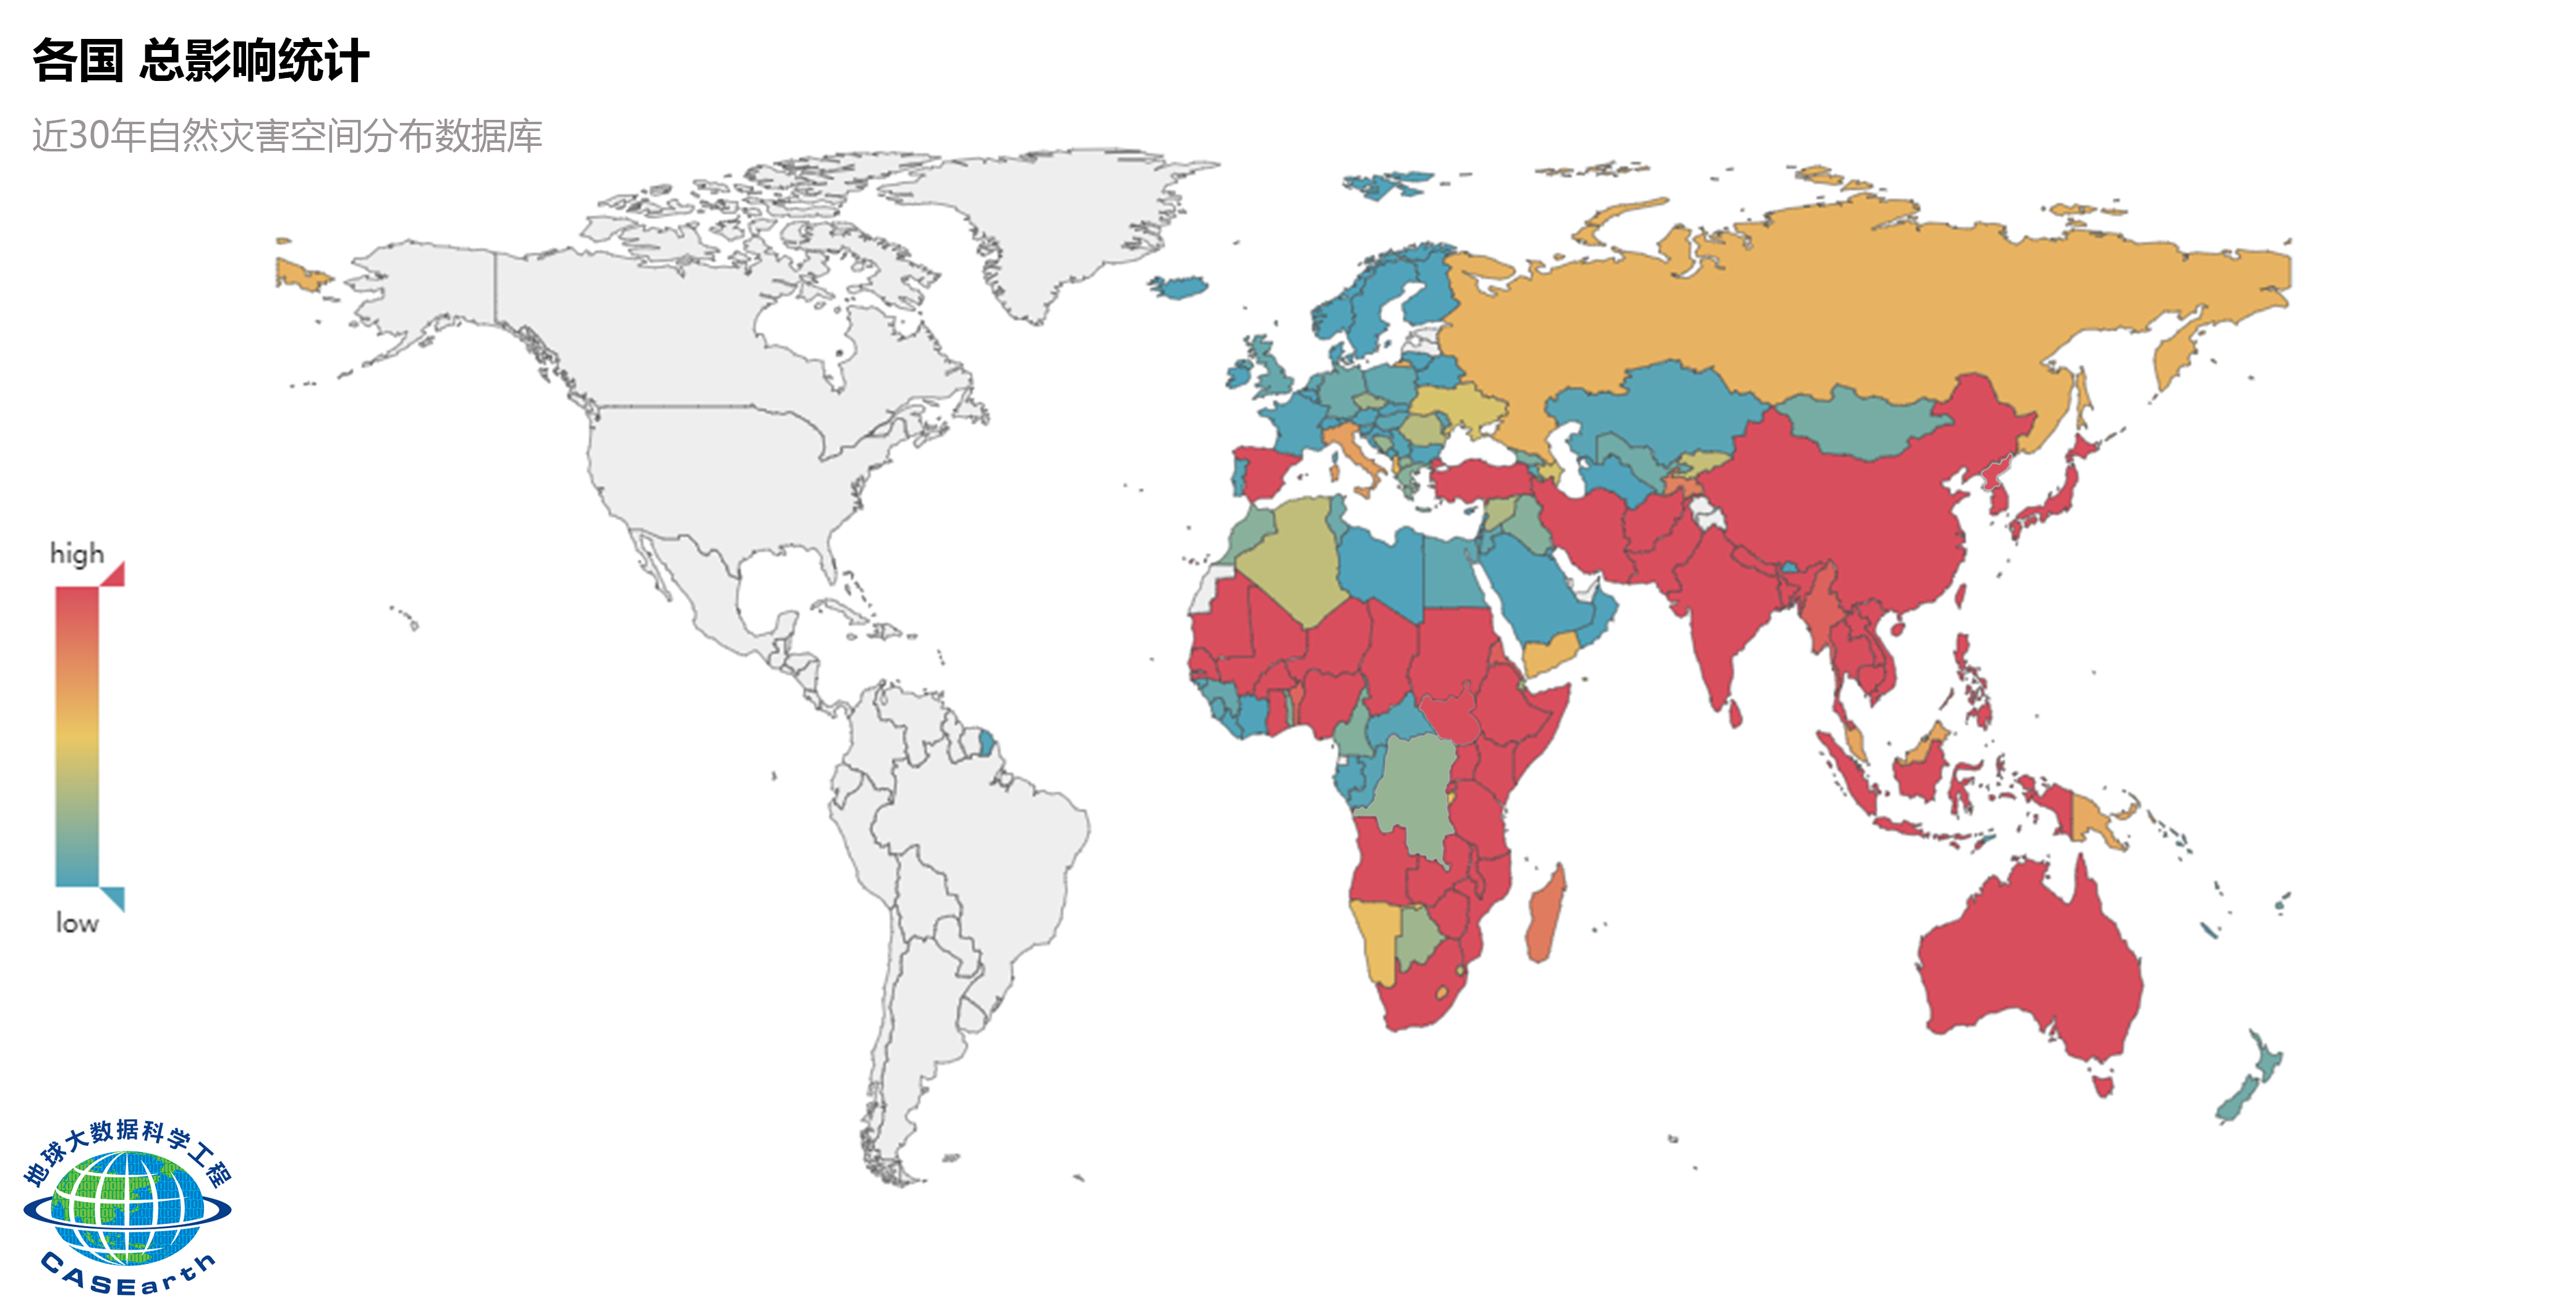 各国 总影响统计
近30年自然灾害空间分布数据库
high
low
地球大数据科学工程
CASEarth